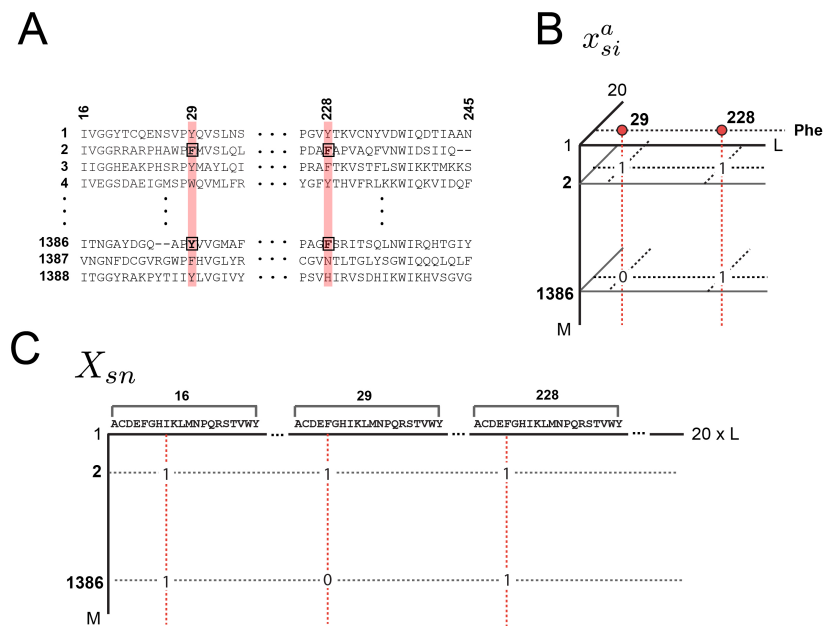 A
16 29 228 245
1 IVGGYTCQENSVPYQVSLNS • • • PGVYTKVCNYVDWIQDTIAAN
2 IVGGRRARPHAWPFMVSLQL • • • PDAFAPVAQFVNWIDSIIQ--
3 IIGGHEAKPHSRPYMAYLQI • • • PRAFTKVSTFLSWIKKTMKKS
4 IVEGSDAEIGMSPWQVMLFR • • • YGFYTHVFRLKKWIQKVIDQF
1386 ITNGAYDGQ--APYVVGMAF • • • PAGFSRITSQLNWIRQHTGIY
1387 VNGNFDCGVRGWPFHVGLYR • • • CGVNTLTGLYSGWIQQQLQLF
1388 ITGGYRAKPYTIIYLVGIVY • • • PSVHIRVSDHIKWIKHVSGVG
B x^a_si
20
29 228
Phe
1 L
1 1
2
0 1
1386
M
C X_sn
16 29 228
ACDEFGHIKLMNPQRSTVWY ACDEFGHIKLMNPQRSTVWY ACDEFGHIKLMNPQRSTVWY
1 ... ... ... 20 x L
2 1 1 1
1386 1 0 1
M